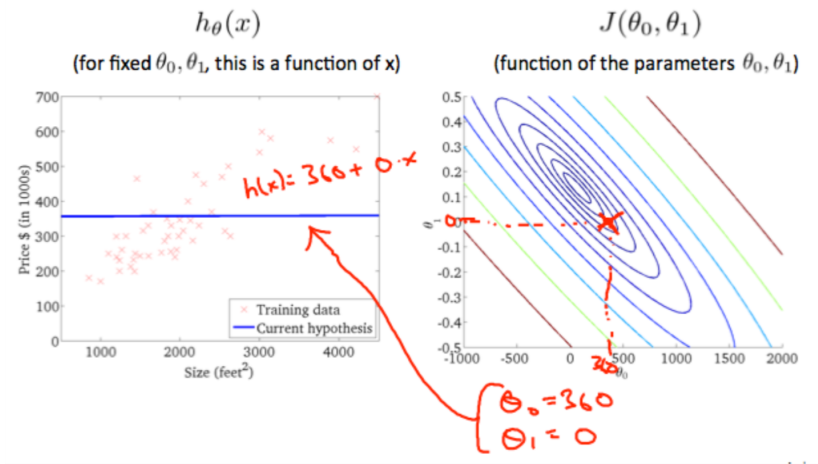 hθ(x)
(for fixed θ0, θ1, this is a function of x)
700
600
500
400
300
200
100
0
Price $ (in 1000s)
h(x) = 360 + 0·x
Training data
Current hypothesis
1000
2000
3000
4000
Size (feet²)
J(θ0, θ1)
(function of the parameters θ0, θ1)
0.5
0.4
0.3
0.2
0.1
0
-0.1
-0.2
-0.3
-0.4
-0.5
θ1
-1000
-500
0
500
1000
1500
2000
360
θ0
θ0 = 360
θ1 = 0